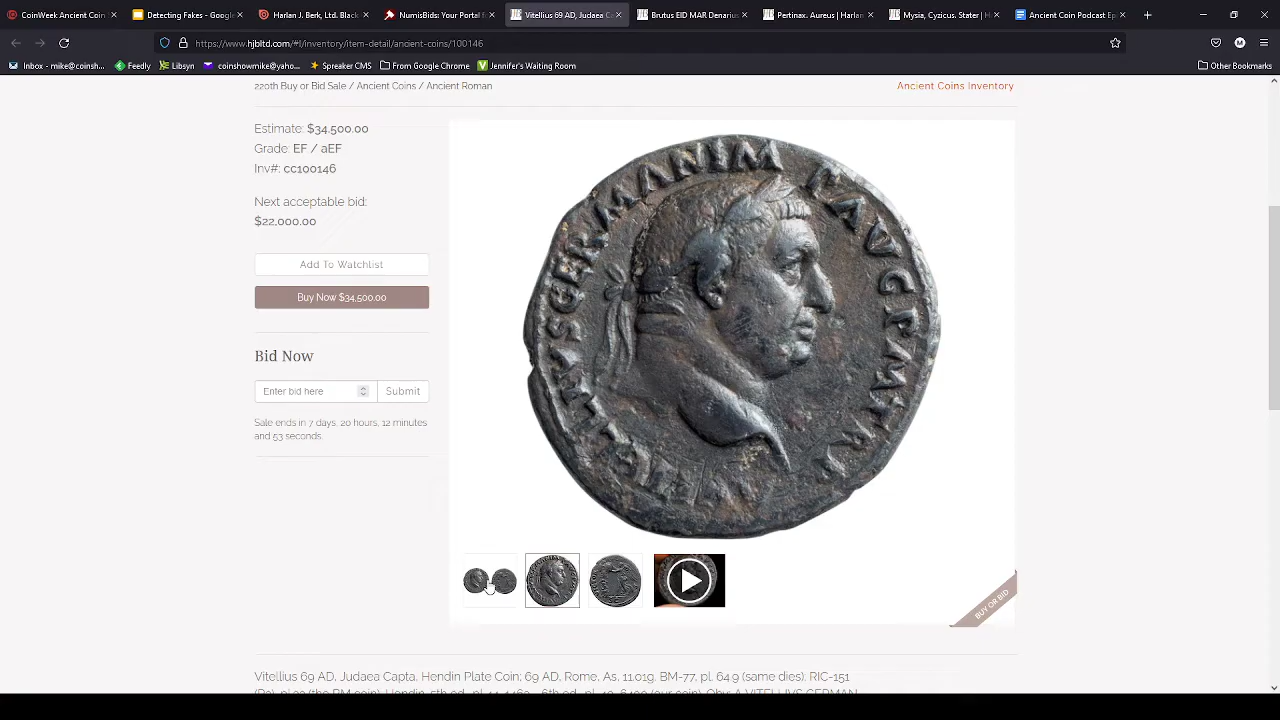 CoinWeek Ancient Coin S
Detecting Fakes - Google
Harlan J. Berk, Ltd. Black
NumisBids: Your Portal f
Vitellius 69 AD, Judaea Ca
Brutus EID MAR Denarius
Pertinax. Aureus | Harlan
Mysia, Cyzicus. Stater | H
Ancient Coin Podcast Ep
https://www.hjbltd.com/#!/inventory/item-detail/ancient-coins/100146
Inbox - mike@coinsh...
Feedly
Libsyn
coinshowmike@yaho...
Spreaker CMS
From Google Chrome
Jennifer's Waiting Room
Other Bookmarks
220th Buy or Bid Sale / Ancient Coins / Ancient Roman
Ancient Coins Inventory
Estimate: $34,500.00
Grade: EF / aEF
Inv#: cc100146
Next acceptable bid:
$22,000.00
Add To Watchlist
Buy Now $34,500.00
Bid Now
Enter bid here
Submit
Sale ends in 7 days, 20 hours, 12 minutes
and 53 seconds.
GERMANIM P AVG P M TR P
BUY OR BID
Vitellius 69 AD, Judaea Capta, Hendin Plate Coin; 69 AD, Rome, As, 11.01g. BM-77, pl. 64.9 (same dies). RIC-151